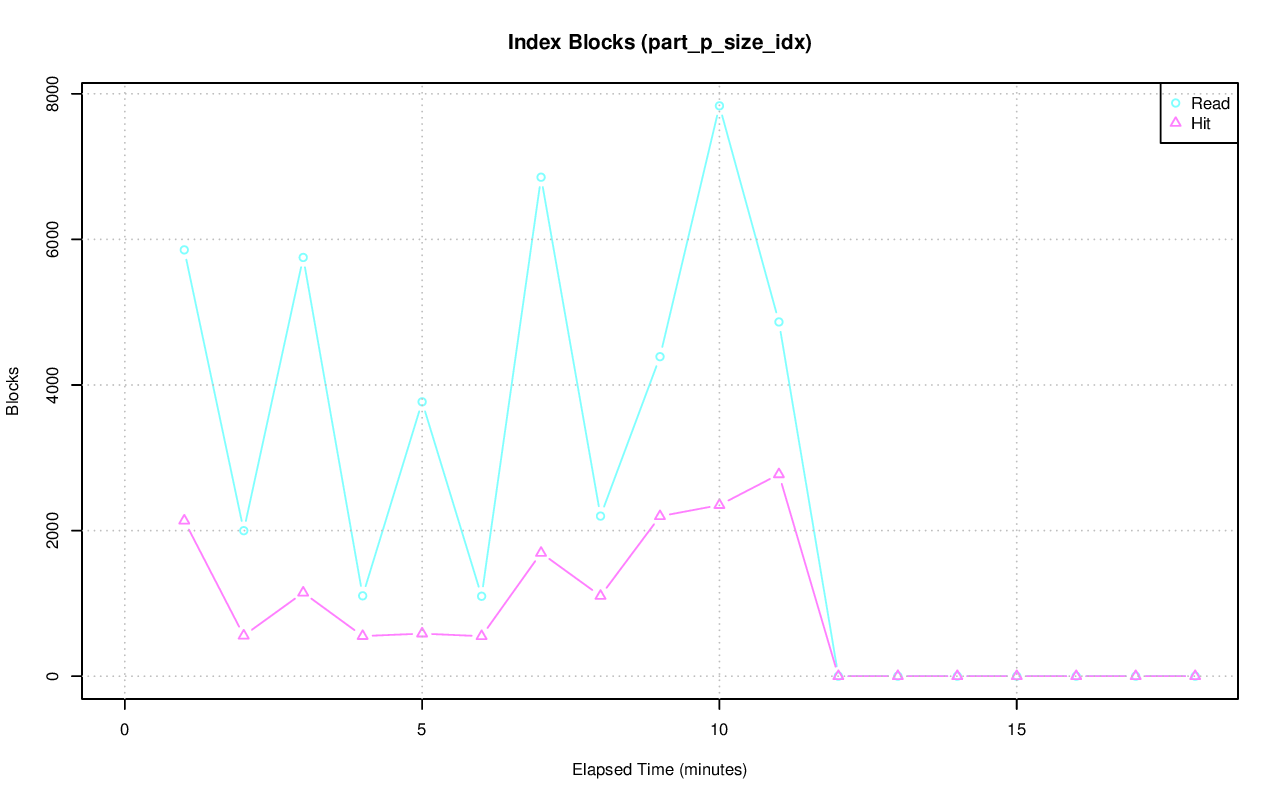 Index Blocks (part_p_size_idx)
Read
Hit
8000
6000
4000
2000
0
Blocks
0 5 10 15
Elapsed Time (minutes)